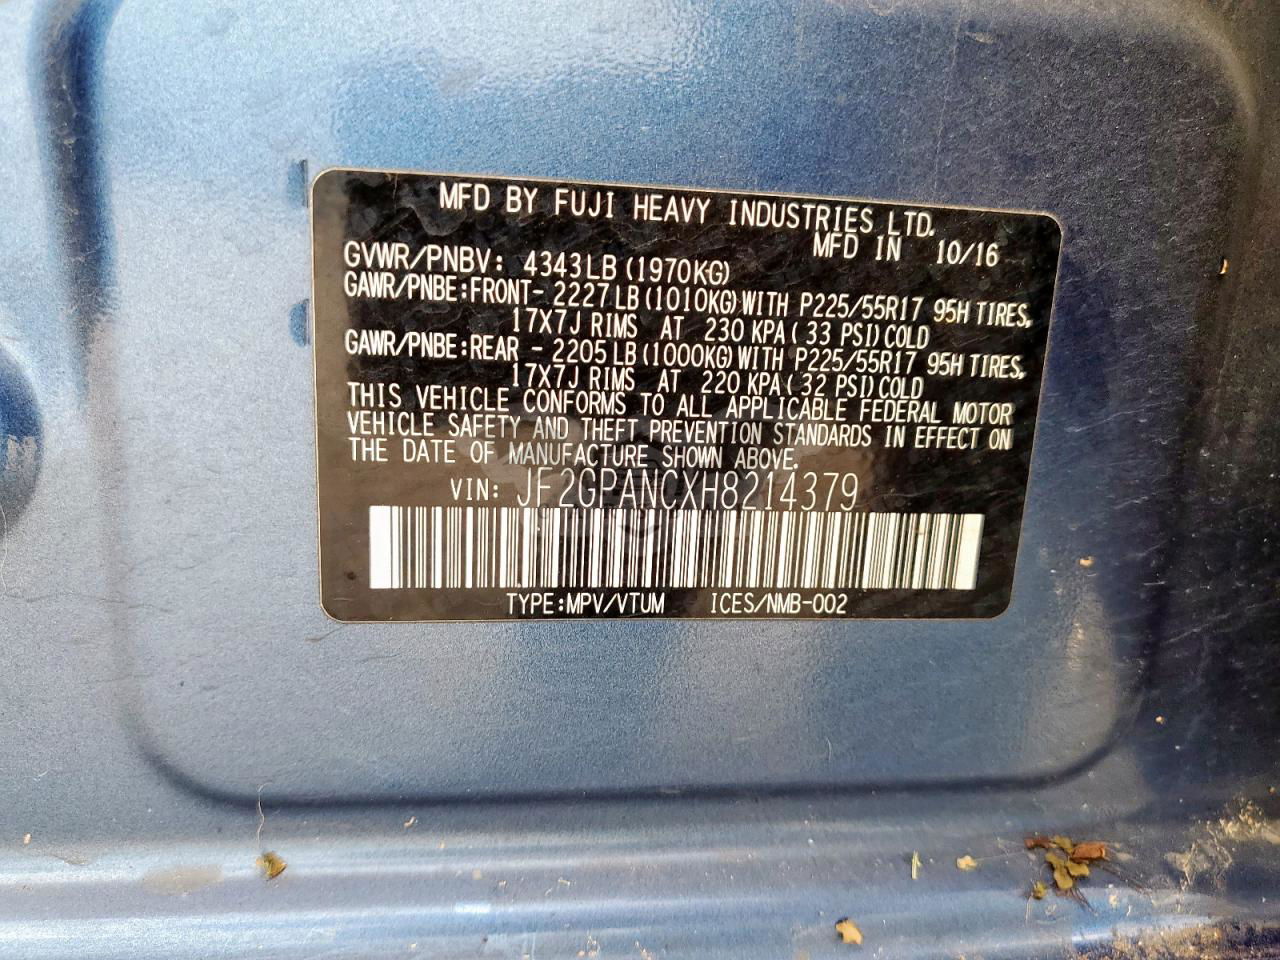 MFD BY FUJI HEAVY INDUSTRIES LTD.
MFD IN 10/16
GVWR/PNBV: 4343LB (1970KG)
GAWR/PNBE:FRONT- 2227 LB (1010KG) WITH P225/55R17 95H TIRES,
17X7J RIMS AT 230 KPA ( 33 PSI) COLD
GAWR/PNBE:REAR - 2205 LB (1000KG) WITH P225/55R17 95H TIRES,
17X7J RIMS AT 220 KPA ( 32 PSI) COLD
THIS VEHICLE CONFORMS TO ALL APPLICABLE FEDERAL MOTOR
VEHICLE SAFETY AND THEFT PREVENTION STANDARDS IN EFFECT ON
THE DATE OF MANUFACTURE SHOWN ABOVE.
VIN: JF2GPANCXH8214379
TYPE:MPV/VTUM ICES/NMB-002